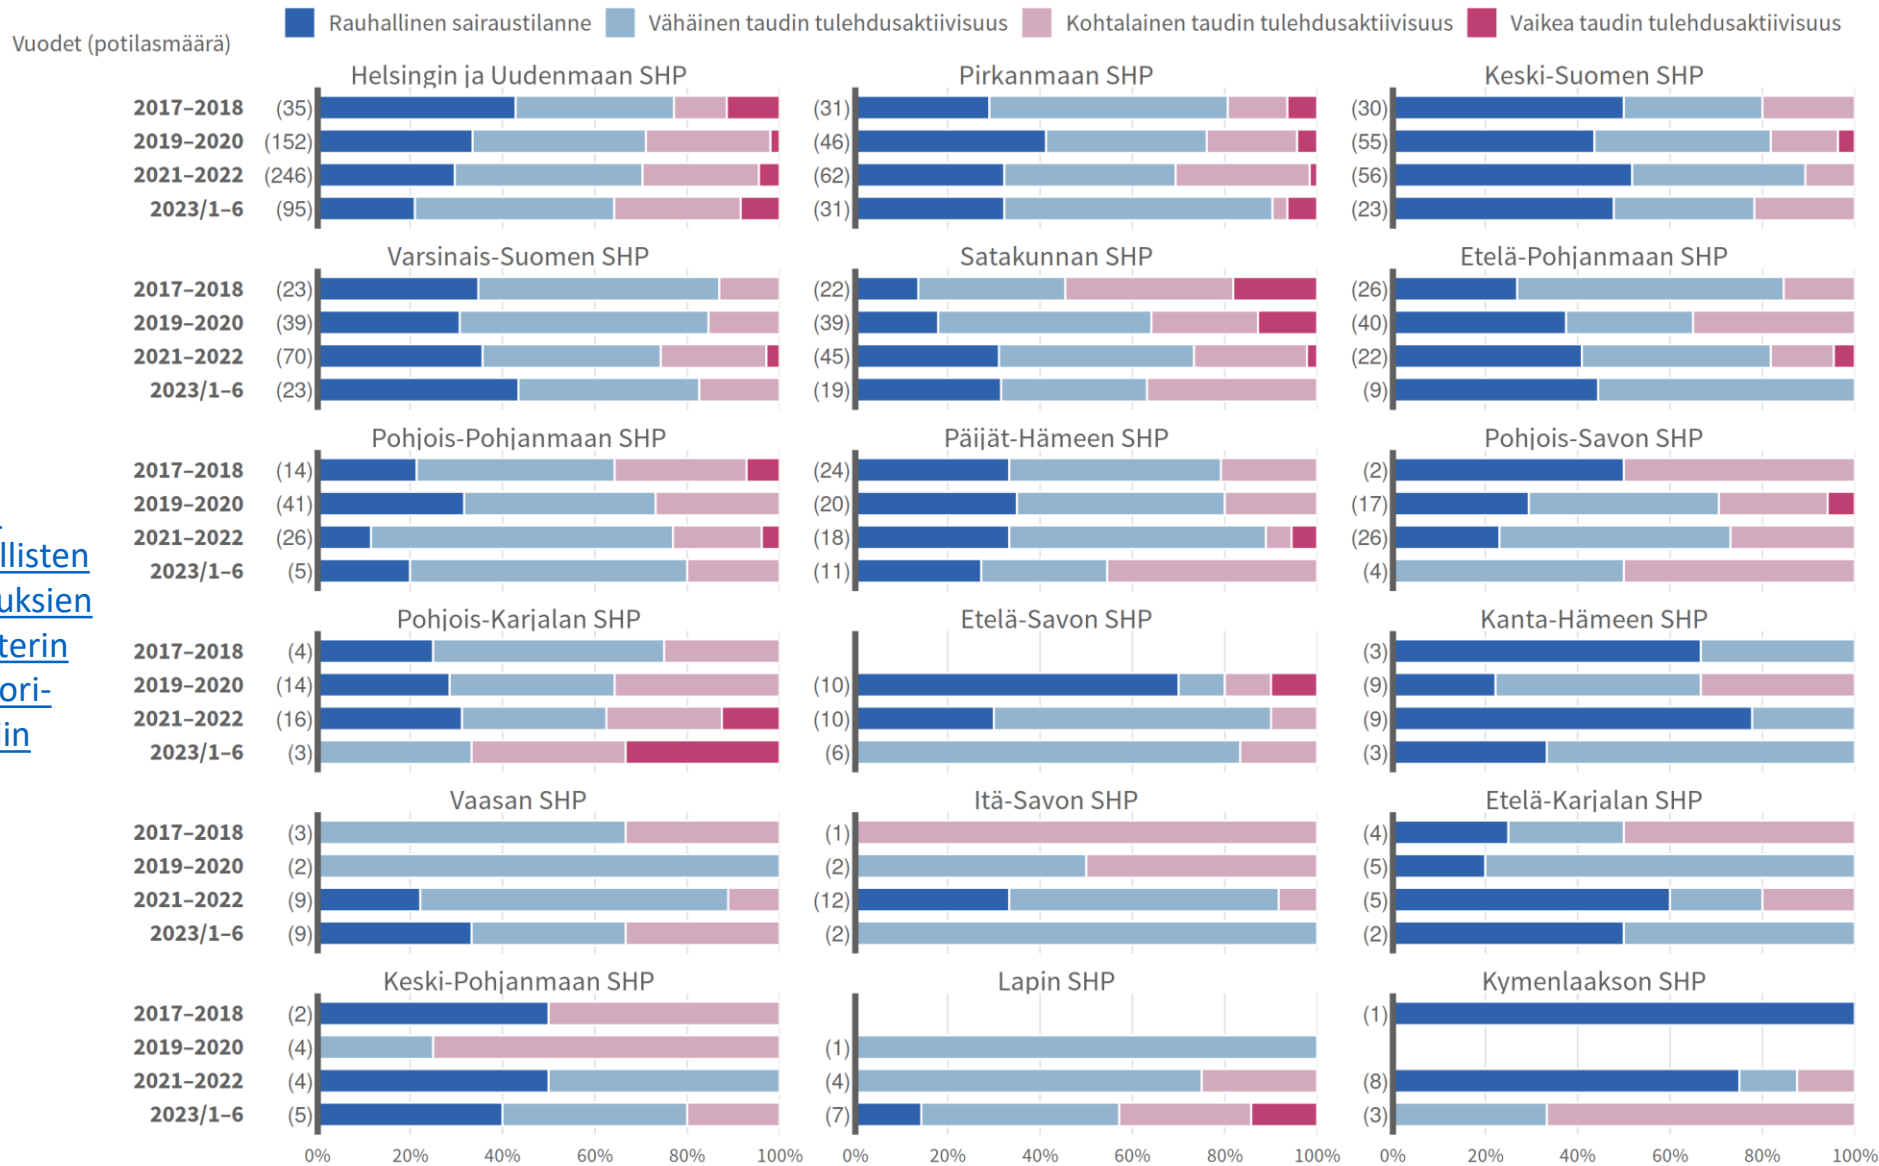 Rauhallinen sairaustilanne Vähäinen taudin tulehdusaktiivisuus Kohtalainen taudin tulehdusaktiivisuus Vaikea taudin tulehdusaktiivisuus
Vuodet (potilasmäärä)
Helsingin ja Uudenmaan SHP Pirkanmaan SHP Keski-Suomen SHP
2017–2018 (35) (31) (30)
2019–2020 (152) (46) (55)
2021–2022 (246) (62) (56)
2023/1–6 (95) (31) (23)
Varsinais-Suomen SHP Satakunnan SHP Etelä-Pohjanmaan SHP
2017–2018 (23) (22) (26)
2019–2020 (39) (39) (40)
2021–2022 (70) (45) (22)
2023/1–6 (23) (19) (9)
Pohjois-Pohjanmaan SHP Päijät-Hämeen SHP Pohjois-Savon SHP
2017–2018 (14) (24) (2)
2019–2020 (41) (20) (17)
2021–2022 (26) (18) (26)
2023/1–6 (5) (11) (4)
llisten
uksien
terin
ori-
iin
Pohjois-Karjalan SHP Etelä-Savon SHP Kanta-Hämeen SHP
2017–2018 (4) (3)
2019–2020 (14) (10) (9)
2021–2022 (16) (10) (9)
2023/1–6 (3) (6) (3)
Vaasan SHP Itä-Savon SHP Etelä-Karjalan SHP
2017–2018 (3) (1) (4)
2019–2020 (2) (2) (5)
2021–2022 (9) (12) (5)
2023/1–6 (9) (2) (2)
Keski-Pohjanmaan SHP Lapin SHP Kymenlaakson SHP
2017–2018 (2) (1)
2019–2020 (4) (1)
2021–2022 (4) (4) (8)
2023/1–6 (5) (7) (3)
0% 20% 40% 60% 80% 100% 0% 20% 40% 60% 80% 100% 0% 20% 40% 60% 80% 100%